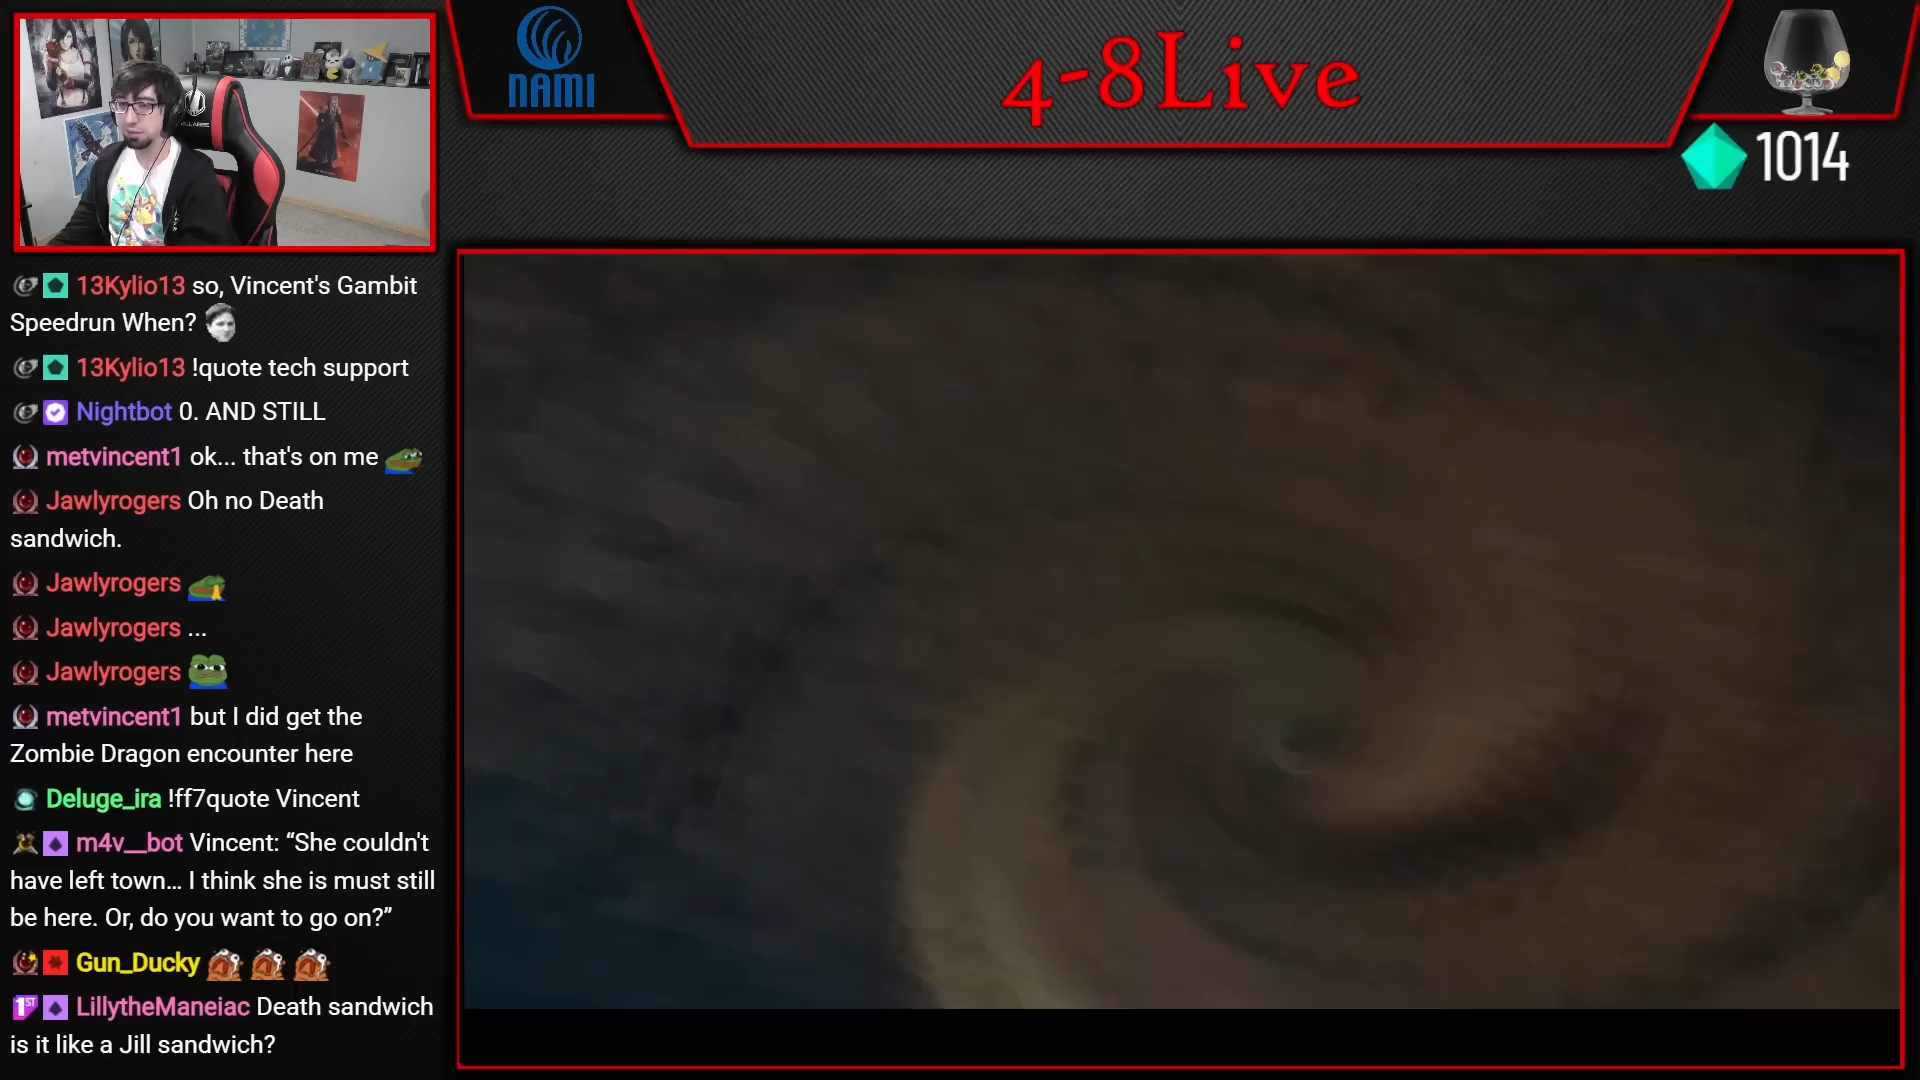 NAMI
4-8Live
1014
13Kylio13 so, Vincent's Gambit
Speedrun When?
13Kylio13 !quote tech support
Nightbot 0. AND STILL
metvincent1 ok... that's on me
Jawlyrogers Oh no Death
sandwich.
Jawlyrogers
Jawlyrogers ...
Jawlyrogers
metvincent1 but I did get the
Zombie Dragon encounter here
Deluge_ira !ff7quote Vincent
m4v__bot Vincent: “She couldn't
have left town… I think she is must still
be here. Or, do you want to go on?”
Gun_Ducky
1ST LillytheManeiac Death sandwich
is it like a Jill sandwich?